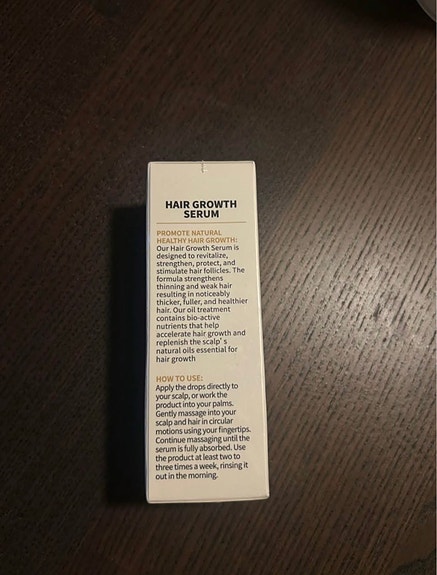 HAIR GROWTH
SERUM
PROMOTE NATURAL
HEALTHY HAIR GROWTH:
Our Hair Growth Serum is
designed to revitalize,
strengthen, protect, and
stimulate hair follicles. The
formula strengthens
thinning and weak hair
resulting in noticeably
thicker, fuller, and healthier
hair. Our oil treatment
contains bio-active
nutrients that help
accelerate hair growth and
replenish the scalp's
natural oils essential for
hair growth
HOW TO USE:
Apply the drops directly to
your scalp, or work the
product into your palms.
Gently massage into your
scalp and hair in circular
motions using your fingertips.
Continue massaging until the
serum is fully absorbed. Use
the product at least two to
three times a week, rinsing it
out in the morning.